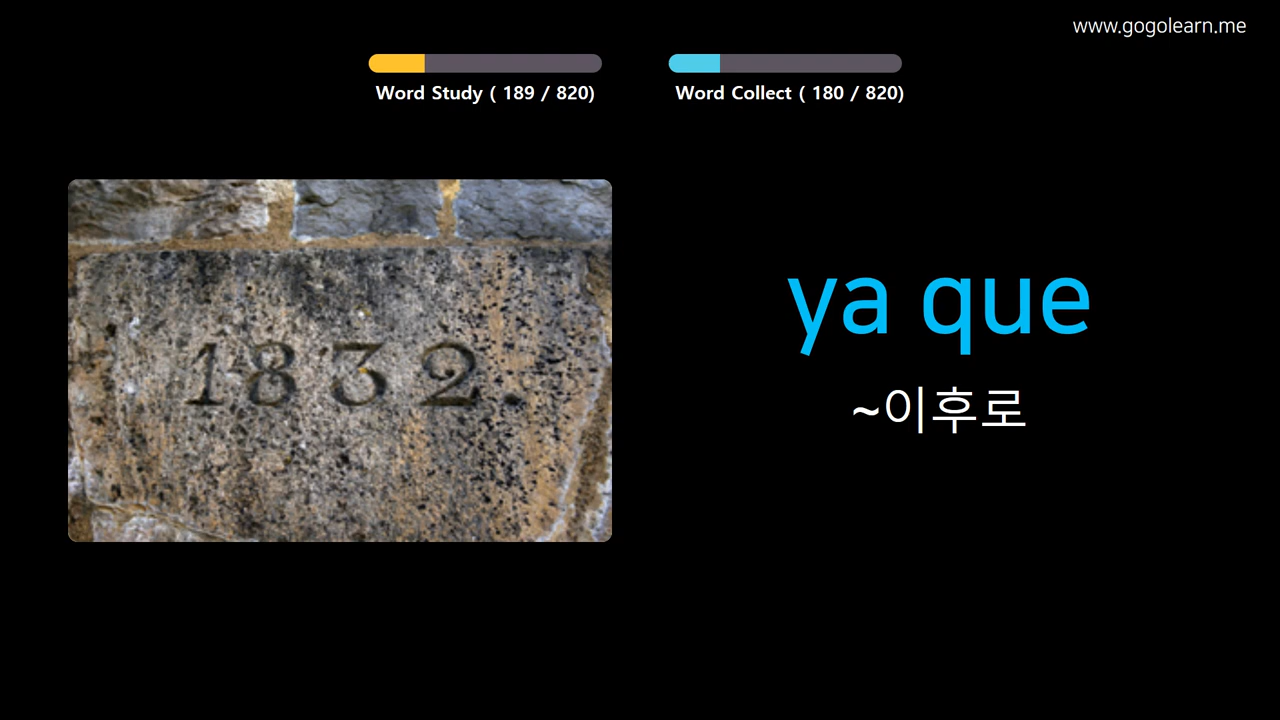 www.gogolearn.me
Word Study ( 189 / 820)
Word Collect ( 180 / 820)
1832.
ya que
~이후로